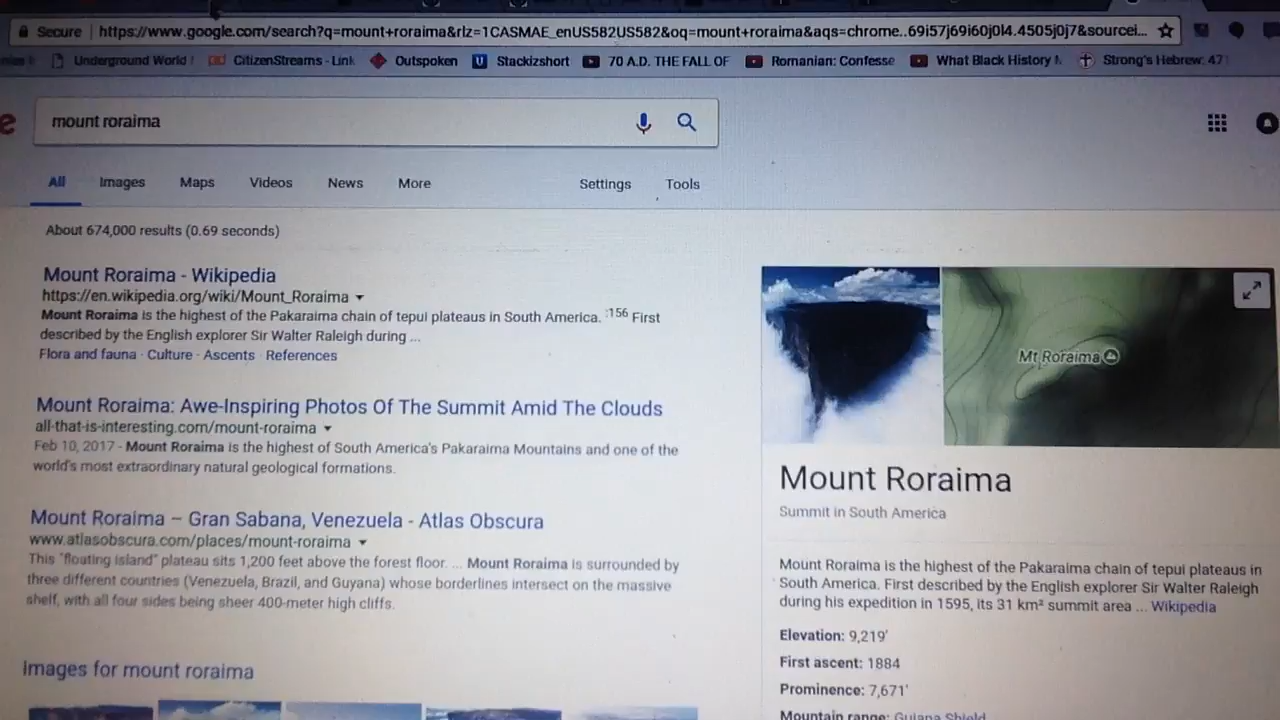 Secure https://www.google.com/search?q=mount+roraima&rlz=1CASMAE_enUS582US582&oq=mount+roraima&aqs=chrome..69i57j69i60j0l4.4505j0j7&sourcei...
Underground World ! CitizenStreams - Link Outspoken Stackizshort 70 A.D. THE FALL OF Romanian: Confesse What Black History Strong's Hebrew: 47
e mount roraima
All Images Maps Videos News More Settings Tools
About 674,000 results (0.69 seconds)
Mount Roraima - Wikipedia
https://en.wikipedia.org/wiki/Mount_Roraima
Mount Roraima is the highest of the Pakaraima chain of tepui plateaus in South America. :156 First
described by the English explorer Sir Walter Raleigh during ...
Flora and fauna · Culture · Ascents · References
Mount Roraima: Awe-Inspiring Photos Of The Summit Amid The Clouds
all-that-is-interesting.com/mount-roraima
Feb 10, 2017 - Mount Roraima is the highest of South America's Pakaraima Mountains and one of the
world's most extraordinary natural geological formations.
Mount Roraima – Gran Sabana, Venezuela - Atlas Obscura
www.atlasobscura.com/places/mount-roraima
This "floating island" plateau sits 1,200 feet above the forest floor. ... Mount Roraima is surrounded by
three different countries (Venezuela, Brazil, and Guyana) whose borderlines intersect on the massive
shelf, with all four sides being sheer 400-meter high cliffs.
Images for mount roraima
Mt Roraima
Mount Roraima
Summit in South America
Mount Roraima is the highest of the Pakaraima chain of tepui plateaus in
South America. First described by the English explorer Sir Walter Raleigh
during his expedition in 1595, its 31 km² summit area ... Wikipedia
Elevation: 9,219′
First ascent: 1884
Prominence: 7,671′
Mountain range: Guiana Shield